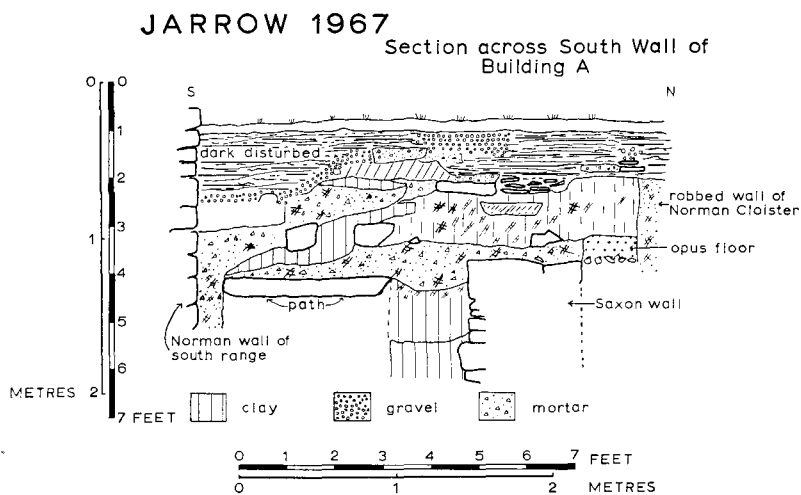 JARROW 1967
Section across South Wall of
Building A
0 0
S
N
1
dark disturbed
2
robbed wall of
Norman Cloister
3
1
opus floor
4
path
Saxon wall
5
Norman wall of
south range
6
METRES 2
7 FEET
clay
gravel
mortar
0 1 2 3 4 5 6 7 FEET
0 1 2 METRES